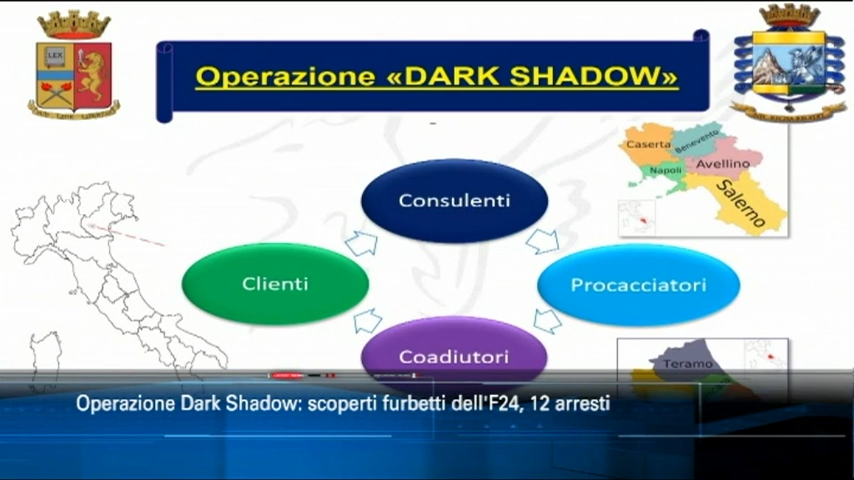 Operazione «DARK SHADOW»
LEX
Consulenti
Clienti
Procacciatori
Coadiutori
Caserta
Benevento
Napoli
Avellino
Salerno
Teramo
Operazione Dark Shadow: scoperti furbetti dell'F24, 12 arresti